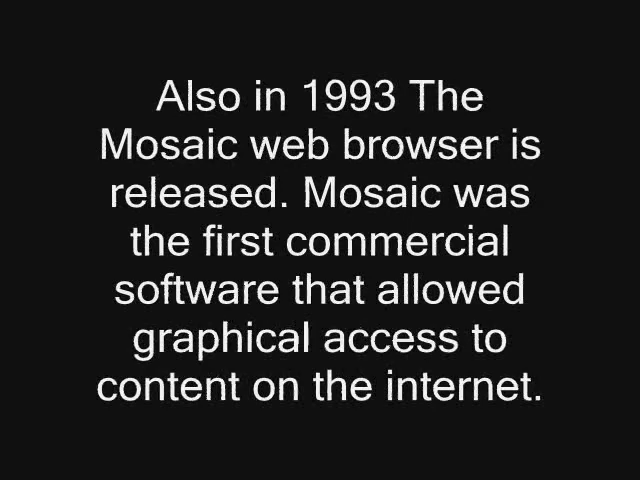 Also in 1993 The
Mosaic web browser is
released. Mosaic was
the first commercial
software that allowed
graphical access to
content on the internet.